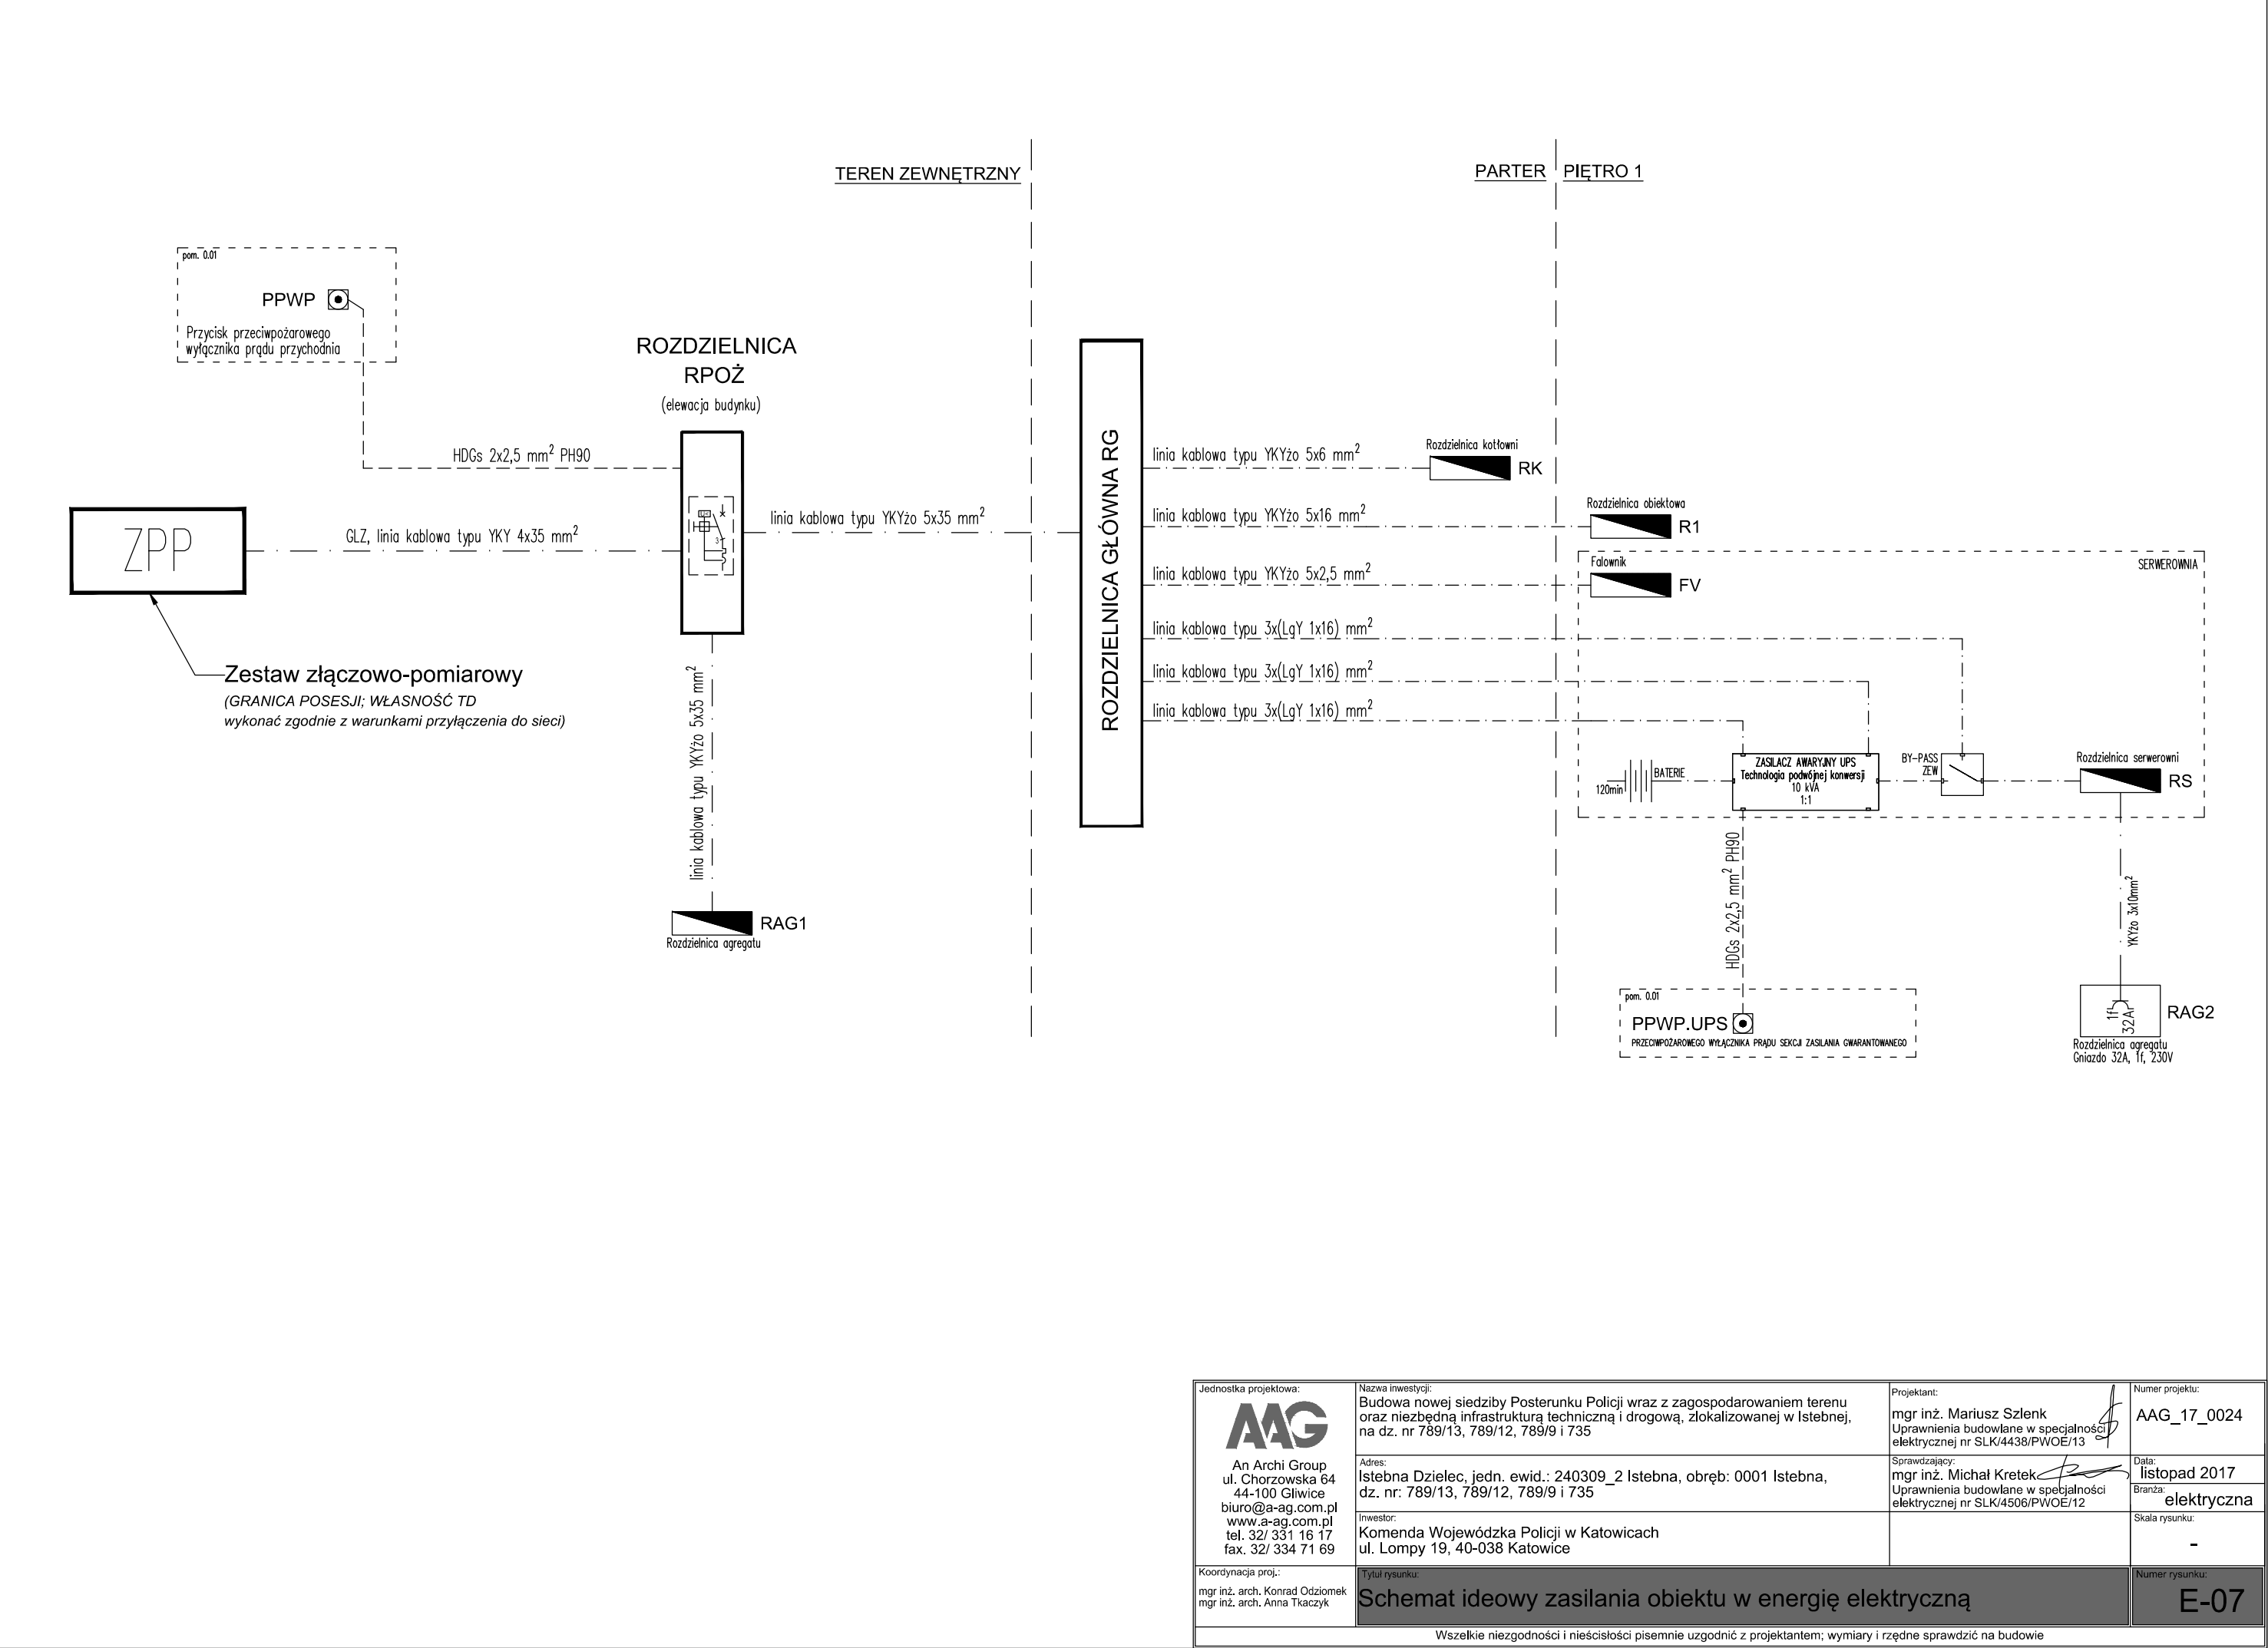 TEREN ZEWNĘTRZNY
PARTER
PIĘTRO 1
pom. 0.01
PPWP
Przycisk przeciwpożarowego
wyłącznika prądu przychodnia
ROZDZIELNICA
RPOŻ
(elewacja budynku)
HDGs 2x2,5 mm² PH90
ZPP
GLZ, linia kablowa typu YKY 4x35 mm²
linia kablowa typu YKYżo 5x35 mm²
Zestaw złączowo-pomiarowy
(GRANICA POSESJI; WŁASNOŚĆ TD
wykonać zgodnie z warunkami przyłączenia do sieci)
linia kablowa typu YKYżo 5x35 mm²
RAG1
Rozdzielnica agregatu
ROZDZIELNICA GŁÓWNA RG
linia kablowa typu YKYżo 5x6 mm²
Rozdzielnica kotłowni
RK
linia kablowa typu YKYżo 5x16 mm²
Rozdzielnica obiektowa
R1
linia kablowa typu YKYżo 5x2,5 mm²
Falownik
FV
SERWEROWNIA
linia kablowa typu 3x(LgY 1x16) mm²
linia kablowa typu 3x(LgY 1x16) mm²
linia kablowa typu 3x(LgY 1x16) mm²
120min
BATERIE
ZASILACZ AWARYJNY UPS
Technologia podwójnej konwersji
10 kVA
1:1
BY-PASS
ZEW
Rozdzielnica serwerowni
RS
HDGs 2x2,5 mm² PH90
YKYżo 3x10mm²
pom. 0.01
PPWP.UPS
PRZECIWPOŻAROWEGO WYŁĄCZNIKA PRĄDU SEKCJI ZASILANIA GWARANTOWANEGO
1f
32A
RAG2
Rozdzielnica agregatu
Gniazdo 32A, 1f, 230V
Jednostka projektowa:
AAG
An Archi Group
ul. Chorzowska 64
44-100 Gliwice
biuro@a-ag.com.pl
www.a-ag.com.pl
tel. 32/ 331 16 17
fax. 32/ 334 71 69
Koordynacja proj.:
mgr inż. arch. Konrad Odziomek
mgr inż. arch. Anna Tkaczyk
Nazwa inwestycji:
Budowa nowej siedziby Posterunku Policji wraz z zagospodarowaniem terenu
oraz niezbędną infrastrukturą techniczną i drogową, zlokalizowanej w Istebnej,
na dz. nr 789/13, 789/12, 789/9 i 735
Adres:
Istebna Dzielec, jedn. ewid.: 240309_2 Istebna, obręb: 0001 Istebna,
dz. nr: 789/13, 789/12, 789/9 i 735
Inwestor:
Komenda Wojewódzka Policji w Katowicach
ul. Lompy 19, 40-038 Katowice
Projektant:
mgr inż. Mariusz Szlenk
Uprawnienia budowlane w specjalności
elektrycznej nr SLK/4438/PWOE/13
Sprawdzający:
mgr inż. Michał Kretek
Uprawnienia budowlane w specjalności
elektrycznej nr SLK/4506/PWOE/12
Numer projektu:
AAG_17_0024
Data:
listopad 2017
Branża:
elektryczna
Skala rysunku:
-
Tytuł rysunku:
Schemat ideowy zasilania obiektu w energię elektryczną
Numer rysunku:
E-07
Wszelkie niezgodności i nieścisłości pisemnie uzgodnić z projektantem; wymiary i rzędne sprawdzić na budowie